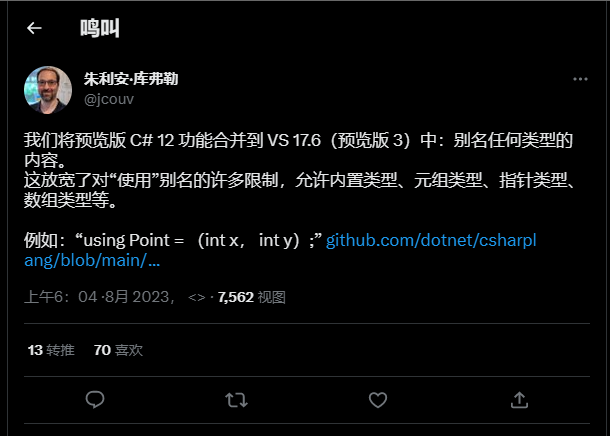 鸣叫
朱利安·库弗勒
@jcouv
我们将预览版 C# 12 功能合并到 VS 17.6（预览版 3）中：别名任何类型的
内容。
这放宽了对“使用”别名的许多限制，允许内置类型、元组类型、指针类型、
数组类型等。
例如：“using Point = （int x， int y）;” github.com/dotnet/csharpl
ang/blob/main/…
上午6：04 ·8月 2023， <> · 7,562 视图
13 转推 70 喜欢